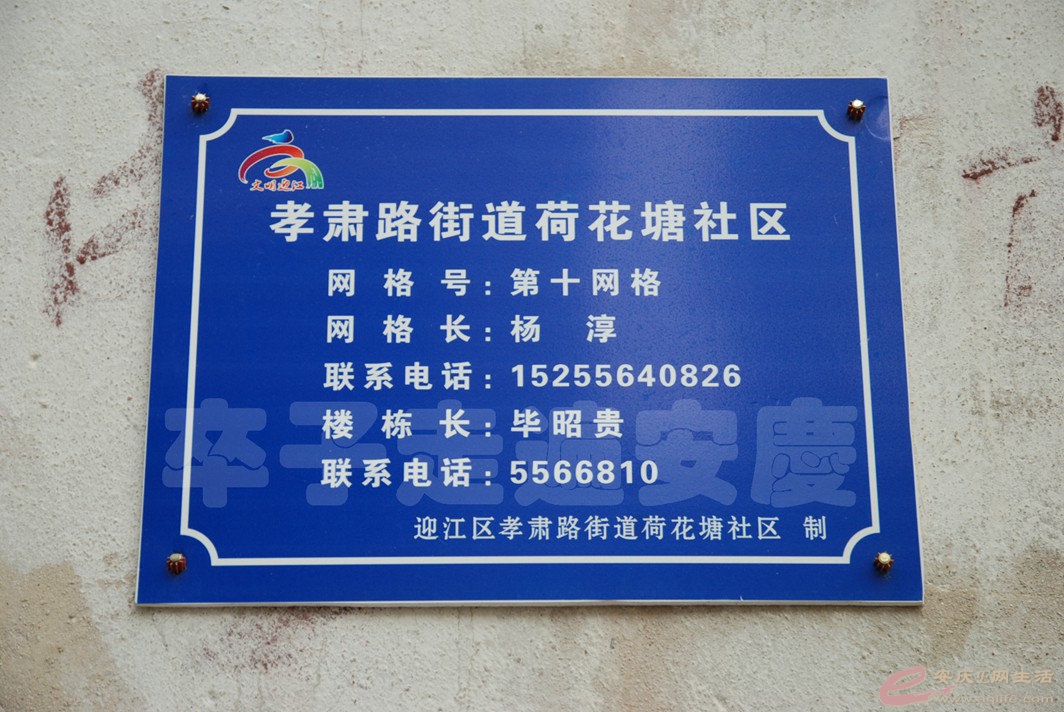 文明迎江
孝肃路街道荷花塘社区
网格号：第十网格
网格长：杨 淳
联系电话：15255640826
楼栋长：毕昭贵
联系电话：5566810
卒子走遍安慶
迎江区孝肃路街道荷花塘社区 制
安庆E网生活
www.aqlife.com